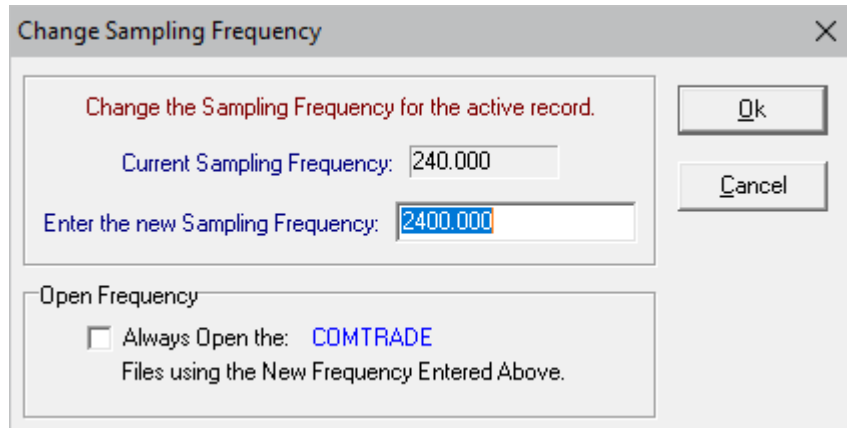 Change Sampling Frequency
Change the Sampling Frequency for the active record.
Current Sampling Frequency: 240.000
Enter the new Sampling Frequency: 2400.000
Ok
Cancel
Open Frequency
Always Open the: COMTRADE
Files using the New Frequency Entered Above.